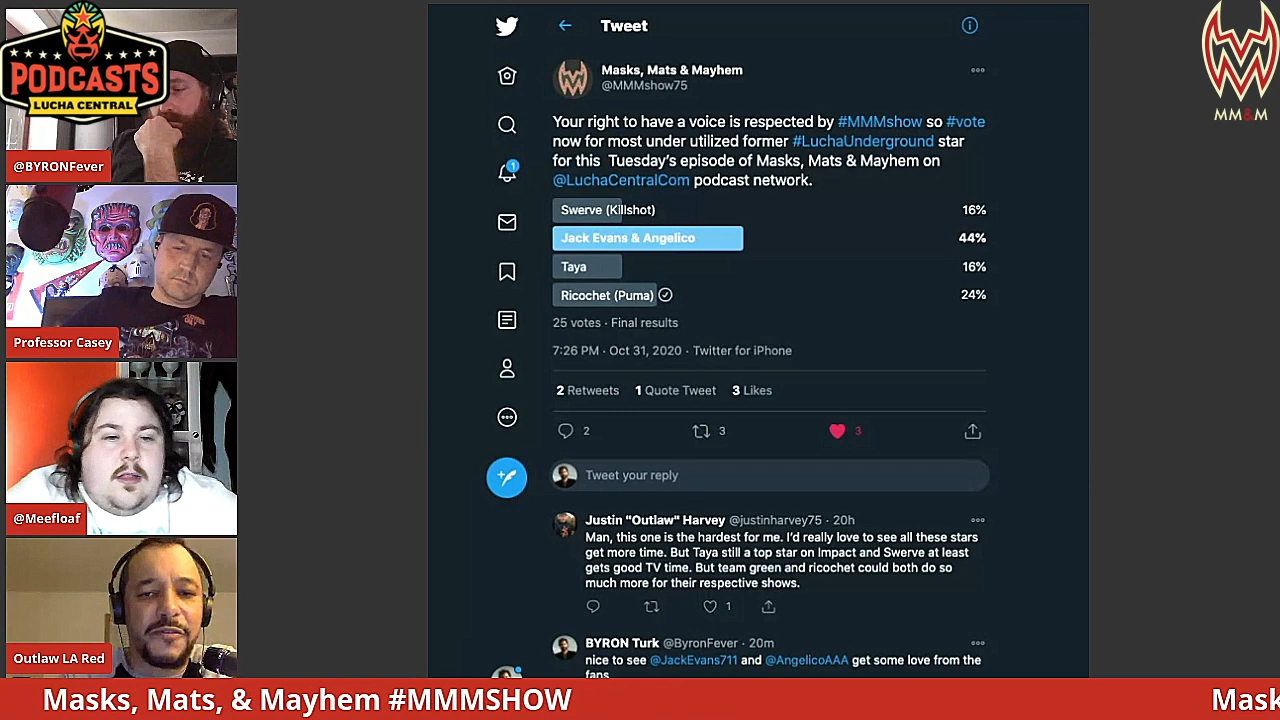 PODCASTS
LUCHA CENTRAL
@BYRONFever
Professor Casey
@Meefloaf
Outlaw LA Red
Tweet
Masks, Mats & Mayhem
@MMMshow75
Your right to have a voice is respected by #MMMshow so #vote
now for most under utilized former #LuchaUnderground star
for this Tuesday's episode of Masks, Mats & Mayhem on
@LuchaCentralCom podcast network.
Swerve (Killshot) 16%
Jack Evans & Angelico 44%
Taya 16%
Ricochet (Puma) 24%
25 votes · Final results
7:26 PM · Oct 31, 2020 · Twitter for iPhone
2 Retweets 1 Quote Tweet 3 Likes
2 3 3
Tweet your reply
Justin "Outlaw" Harvey @justinharvey75 · 20h
Man, this one is the hardest for me. I'd really love to see all these stars
get more time. But Taya still a top star on Impact and Swerve at least
gets good TV time. But team green and ricochet could both do so
much more for their respective shows.
1
BYRON Turk @ByronFever · 20m
nice to see @JackEvans711 and @AngelicoAAA get some love from the
fans
1
MM&M
Masks, Mats, & Mayhem #MMMSHOW
Mask